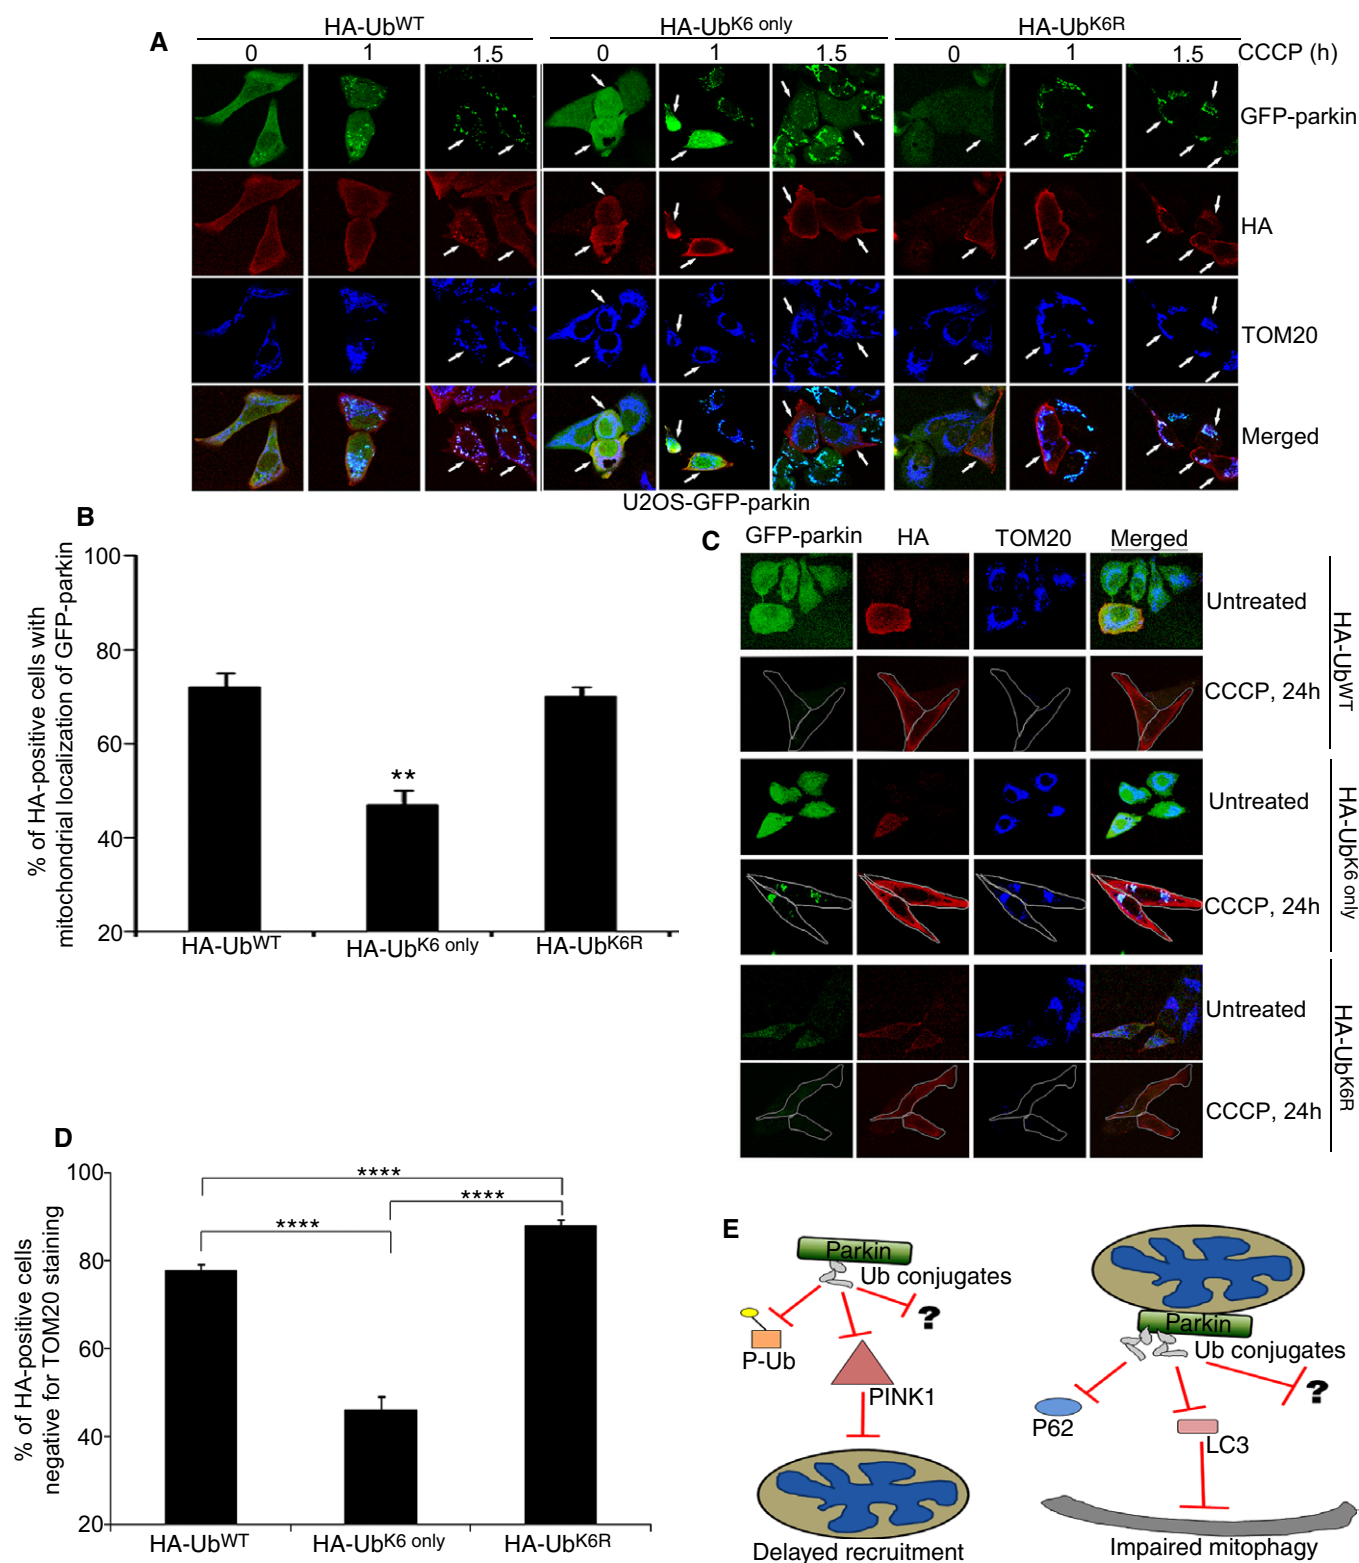 A
HA-UbWT HA-UbK6 only HA-UbK6R
0 1 1.5 0 1 1.5 0 1 1.5 CCCP (h)
GFP-parkin
HA
TOM20
Merged
U2OS-GFP-parkin
B
% of HA-positive cells with
mitochondrial localization of GFP-parkin
100
80
60
40
20
**
HA-UbWT HA-UbK6 only HA-UbK6R
C
GFP-parkin HA TOM20 Merged
Untreated
CCCP, 24h
HA-UbWT
Untreated
CCCP, 24h
HA-UbK6 only
Untreated
CCCP, 24h
HA-UbK6R
D
% of HA-positive cells
negative for TOM20 staining
100
80
60
40
20
****
****
****
HA-UbWT HA-UbK6 only HA-UbK6R
E
Parkin
Ub conjugates
?
P-Ub
PINK1
Delayed recruitment
Parkin
Ub conjugates
?
P62
LC3
Impaired mitophagy